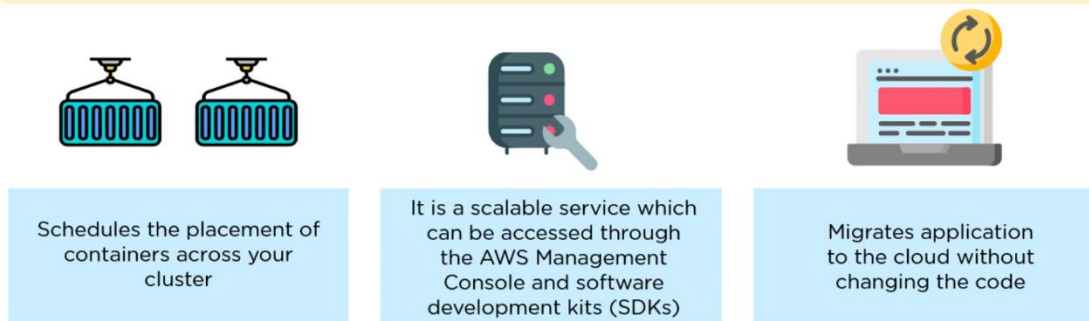 Schedules the placement of
containers across your
cluster
It is a scalable service which
can be accessed through
the AWS Management
Console and software
development kits (SDKs)
Migrates application
to the cloud without
changing the code